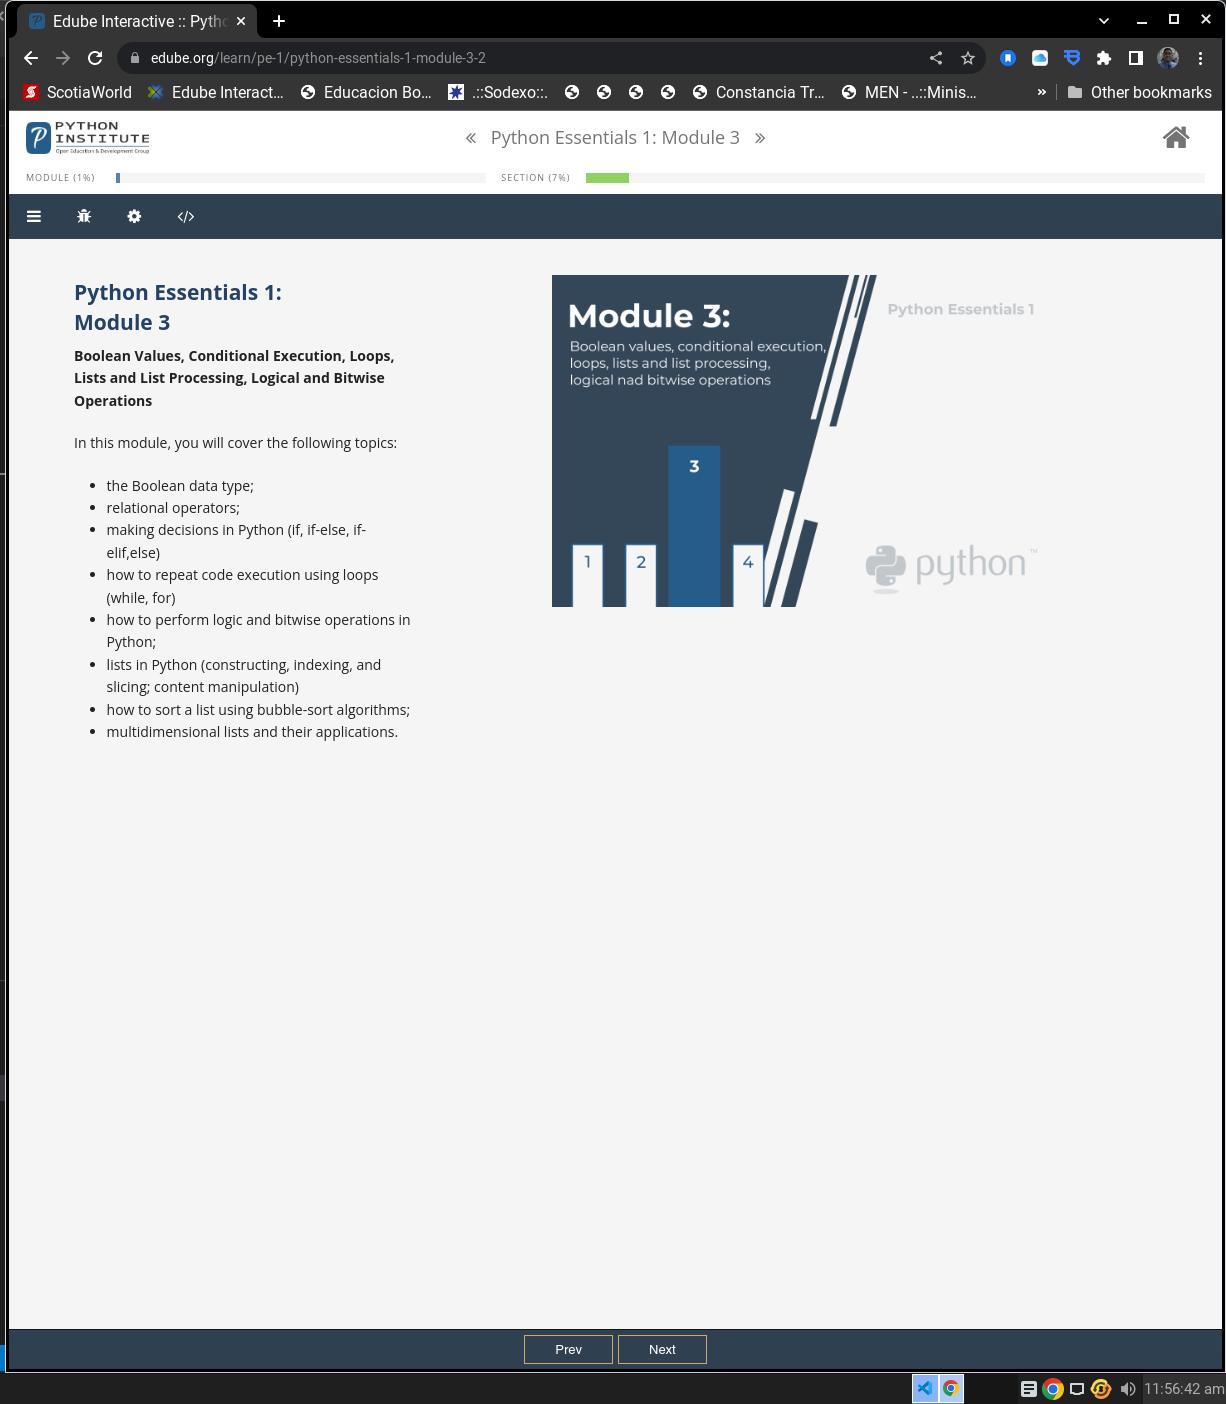 Edube Interactive :: Pyth
edube.org/learn/pe-1/python-essentials-1-module-3-2
ScotiaWorld Edube Interact... Educacion Bo... .::Sodexo::. Constancia Tr... MEN - ..::Minis... » Other bookmarks
PYTHON
INSTITUTE
Open Education & Development Group
« Python Essentials 1: Module 3 »
MODULE (1%) SECTION (7%)
Python Essentials 1:
Module 3
Boolean Values, Conditional Execution, Loops,
Lists and List Processing, Logical and Bitwise
Operations
In this module, you will cover the following topics:
• the Boolean data type;
• relational operators;
• making decisions in Python (if, if-else, if-
elif,else)
• how to repeat code execution using loops
(while, for)
• how to perform logic and bitwise operations in
Python;
• lists in Python (constructing, indexing, and
slicing; content manipulation)
• how to sort a list using bubble-sort algorithms;
• multidimensional lists and their applications.
Module 3:
Boolean values, conditional execution,
loops, lists and list processing,
logical nad bitwise operations
Python Essentials 1
3
1 2 4
python™
Prev Next
11:56:42 am